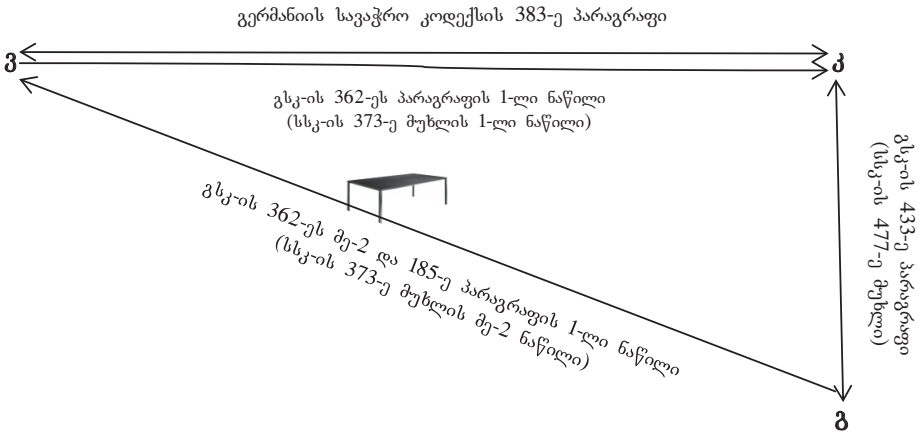 გერმანიის სავაჭრო კოდექსის 383-ე პარაგრაფი
ვ
კ
გსკ-ის 362-ეს პარაგრაფის 1-ლი ნაწილი
(სსკ-ის 373-ე მუხლის 1-ლი ნაწილი)
გსკ-ის 433-ე პარაგრაფი
(სსკ-ის 477-ე მუხლი)
გსკ-ის 362-ეს მე-2 და 185-ე პარაგრაფის 1-ლი ნაწილი
(სსკ-ის 373-ე მუხლის მე-2 ნაწილი)
გ